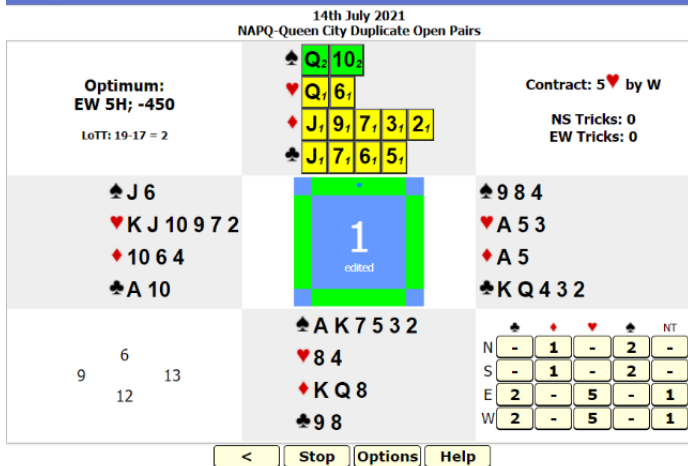 14th July 2021
NAPQ-Queen City Duplicate Open Pairs
Optimum:
EW 5H; -450
LoTT: 19-17 = 2
♠ Q2 102
♥ Q1 61
♦ J1 91 71 31 21
♣ J1 71 61 51
Contract: 5♥ by W
NS Tricks: 0
EW Tricks: 0
♠ J 6
♥ K J 10 9 7 2
♦ 10 6 4
♣ A 10
1
edited
♠ 9 8 4
♥ A 5 3
♦ A 5
♣ K Q 4 3 2
6
9 13
12
♠ A K 7 5 3 2
♥ 8 4
♦ K Q 8
♣ 9 8
♣ ♦ ♥ ♠ NT
N - 1 - 2 -
S - 1 - 2 -
E 2 - 5 - 1
W 2 - 5 - 1
< Stop Options Help